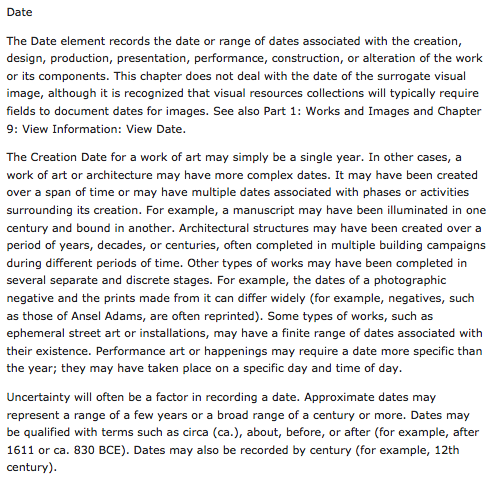 Date
The Date element records the date or range of dates associated with the creation,
design, production, presentation, performance, construction, or alteration of the work
or its components. This chapter does not deal with the date of the surrogate visual
image, although it is recognized that visual resources collections will typically require
fields to document dates for images. See also Part 1: Works and Images and Chapter
9: View Information: View Date.
The Creation Date for a work of art may simply be a single year. In other cases, a
work of art or architecture may have more complex dates. It may have been created
over a span of time or may have multiple dates associated with phases or activities
surrounding its creation. For example, a manuscript may have been illuminated in one
century and bound in another. Architectural structures may have been created over a
period of years, decades, or centuries, often completed in multiple building campaigns
during different periods of time. Other types of works may have been completed in
several separate and discrete stages. For example, the dates of a photographic
negative and the prints made from it can differ widely (for example, negatives, such
as those of Ansel Adams, are often reprinted). Some types of works, such as
ephemeral street art or installations, may have a finite range of dates associated with
their existence. Performance art or happenings may require a date more specific than
the year; they may have taken place on a specific day and time of day.
Uncertainty will often be a factor in recording a date. Approximate dates may
represent a range of a few years or a broad range of a century or more. Dates may
be qualified with terms such as circa (ca.), about, before, or after (for example, after
1611 or ca. 830 BCE). Dates may also be recorded by century (for example, 12th
century).